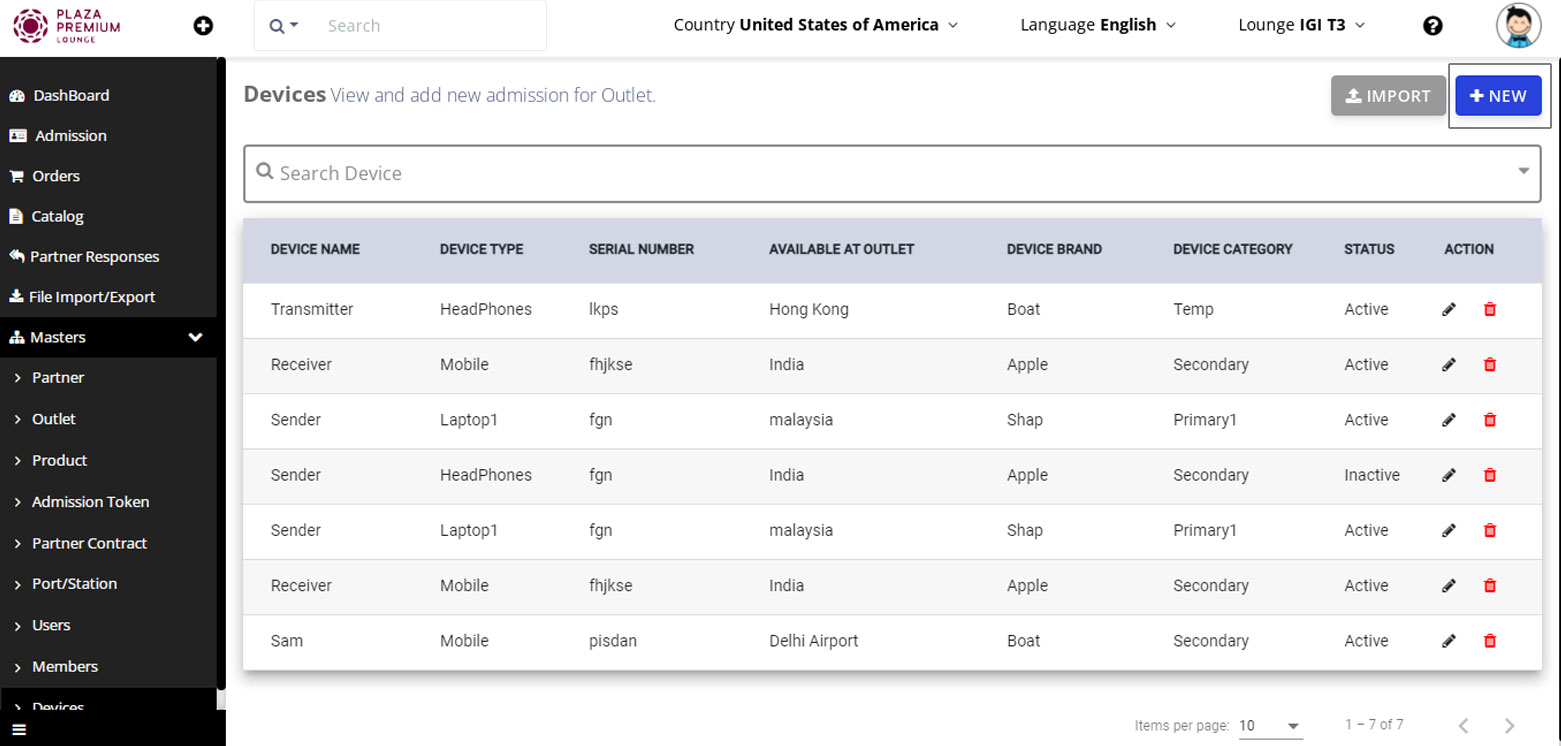 PLAZA
PREMIUM
LOUNGE
Search
Country United States of America
Language English
Lounge IGI T3
DashBoard
Admission
Orders
Catalog
Partner Responses
File Import/Export
Masters
Partner
Outlet
Product
Admission Token
Partner Contract
Port/Station
Users
Members
Devices
Devices View and add new admission for Outlet.
IMPORT
+ NEW
Search Device
DEVICE NAME DEVICE TYPE SERIAL NUMBER AVAILABLE AT OUTLET DEVICE BRAND DEVICE CATEGORY STATUS ACTION
Transmitter HeadPhones lkps Hong Kong Boat Temp Active
Receiver Mobile fhjkse India Apple Secondary Active
Sender Laptop1 fgn malaysia Shap Primary1 Active
Sender HeadPhones fgn India Apple Secondary Inactive
Sender Laptop1 fgn malaysia Shap Primary1 Active
Receiver Mobile fhjkse India Apple Secondary Active
Sam Mobile pisdan Delhi Airport Boat Secondary Active
Items per page: 10 1 – 7 of 7